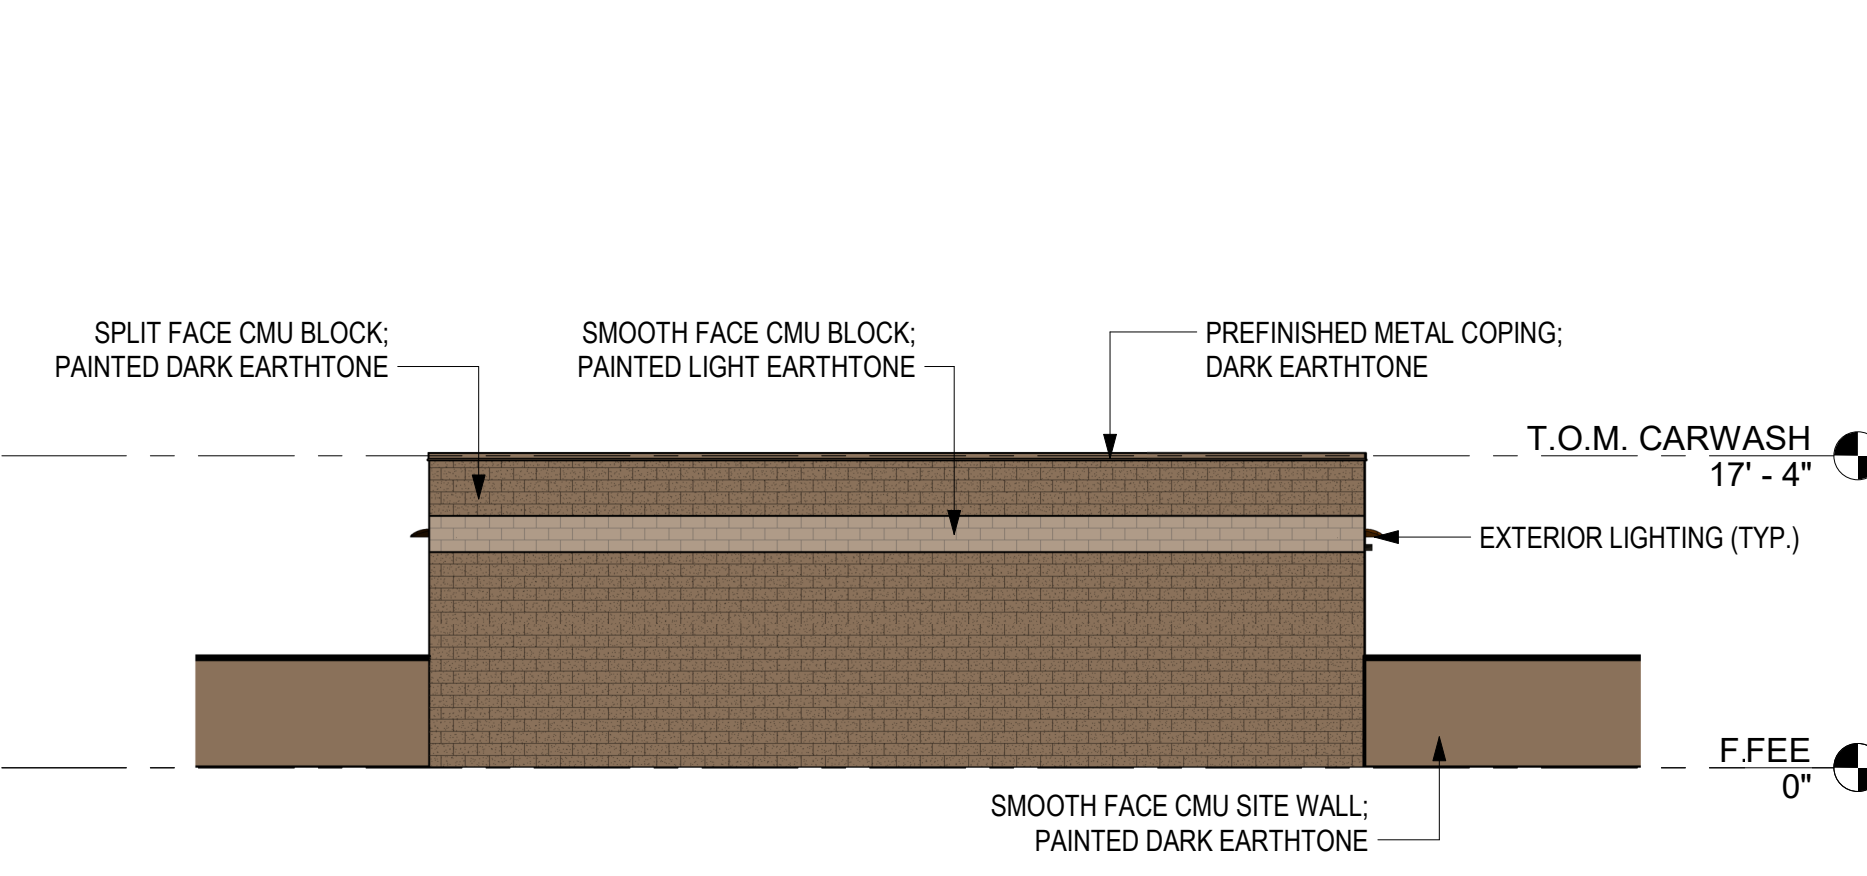 SPLIT FACE CMU BLOCK;
PAINTED DARK EARTHTONE
SMOOTH FACE CMU BLOCK;
PAINTED LIGHT EARTHTONE
PREFINISHED METAL COPING;
DARK EARTHTONE
T.O.M. CARWASH
17' - 4"
EXTERIOR LIGHTING (TYP.)
F.FEE
0"
SMOOTH FACE CMU SITE WALL;
PAINTED DARK EARTHTONE